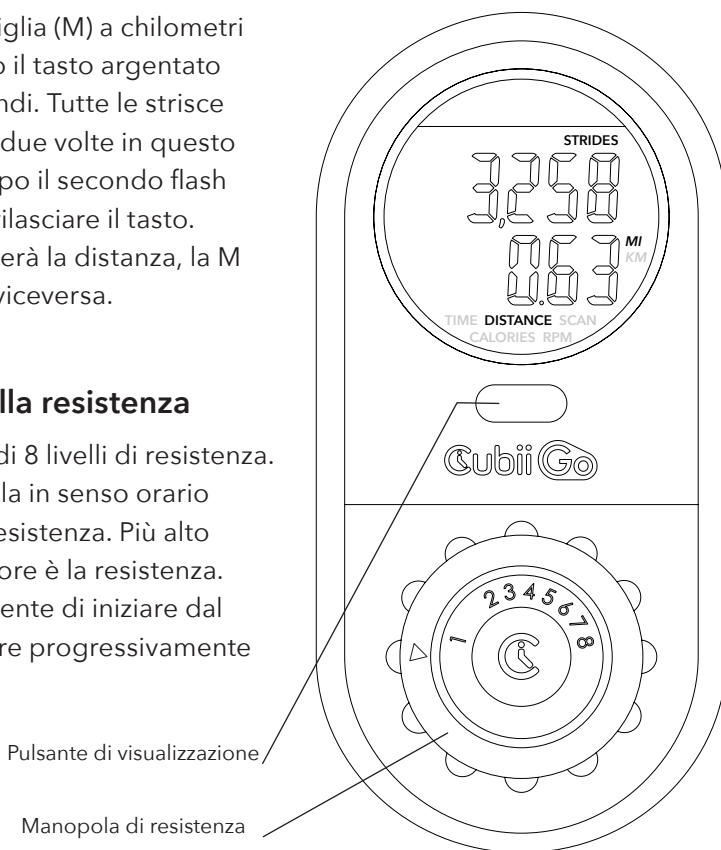 iglia (M) a chilometri
o il tasto argentato
ndi. Tutte le strisce
due volte in questo
po il secondo flash
rilasciare il tasto.
erà la distanza, la M
viceversa.
lla resistenza
di 8 livelli di resistenza.
la in senso orario
esistenza. Più alto
ore è la resistenza.
ente di iniziare dal
re progressivamente
STRIDES
3,258
0.63 MI
KM
TIME DISTANCE SCAN
CALORIES RPM
Cubii Go
1 2 3 4 5 6 7 8
Pulsante di visualizzazione
Manopola di resistenza